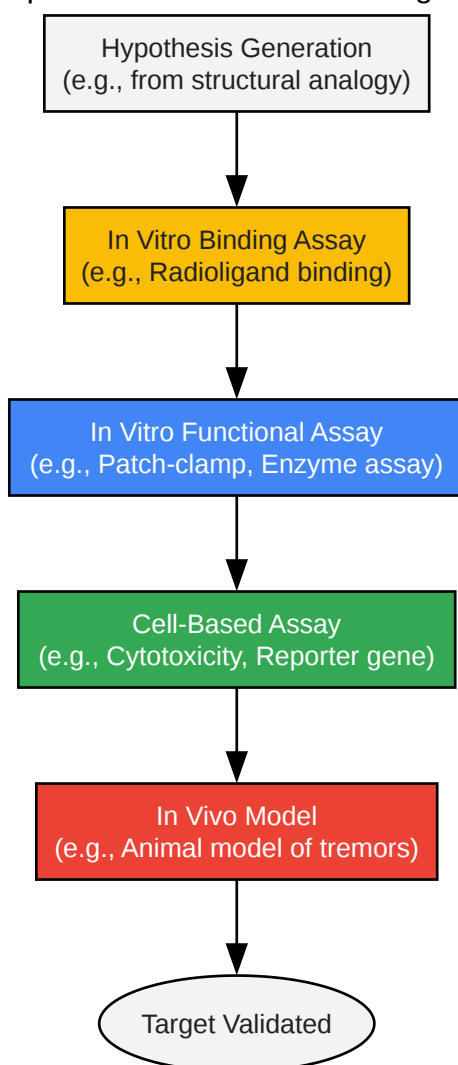 Hypothesis Generation
(e.g., from structural analogy)
In Vitro Binding Assay
(e.g., Radioligand binding)
In Vitro Functional Assay
(e.g., Patch-clamp, Enzyme assay)
Cell-Based Assay
(e.g., Cytotoxicity, Reporter gene)
In Vivo Model
(e.g., Animal model of tremors)
Target Validated